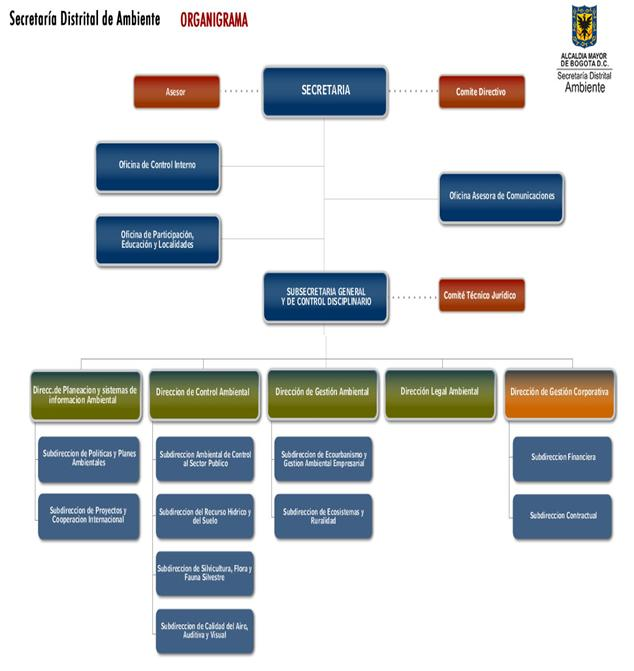 Secretaría Distrital de Ambiente ORGANIGRAMA
ALCALDIA MAYOR
DE BOGOTA D.C.
Secretaría Distrital
Ambiente
Asesor
SECRETARIA
Comite Directivo
Oficina de Control Interno
Oficina Asesora de Comunicaciones
Oficina de Participación,
Educación y Localidades
SUBSECRETARIA GENERAL
Y DE CONTROL DISCIPLINARIO
Comité Técnico Jurídico
Direcc.de Planeacion y sistemas de
informacion Ambiental
Direccion de Control Ambiental
Dirección de Gestión Ambiental
Dirección Legal Ambiental
Dirección de Gestión Corporativa
Subdireccion de Politicas y Planes
Ambientales
Subdireccion Ambiental de Control
al Sector Publico
Subdireccion de Ecourbanismo y
Gestion Ambiental Empresarial
Subdireccion Financiera
Subdireccion de Proyectos y
Cooperacion Internacional
Subdireccion del Recurso Hidrico y
del Suelo
Subdireccion de Ecosistemas y
Ruralidad
Subdireccion Contractual
Subdireccion de Silvicultura, Flora y
Fauna Silvestre
Subdireccion de Calidad del Aire,
Auditiva y Visual